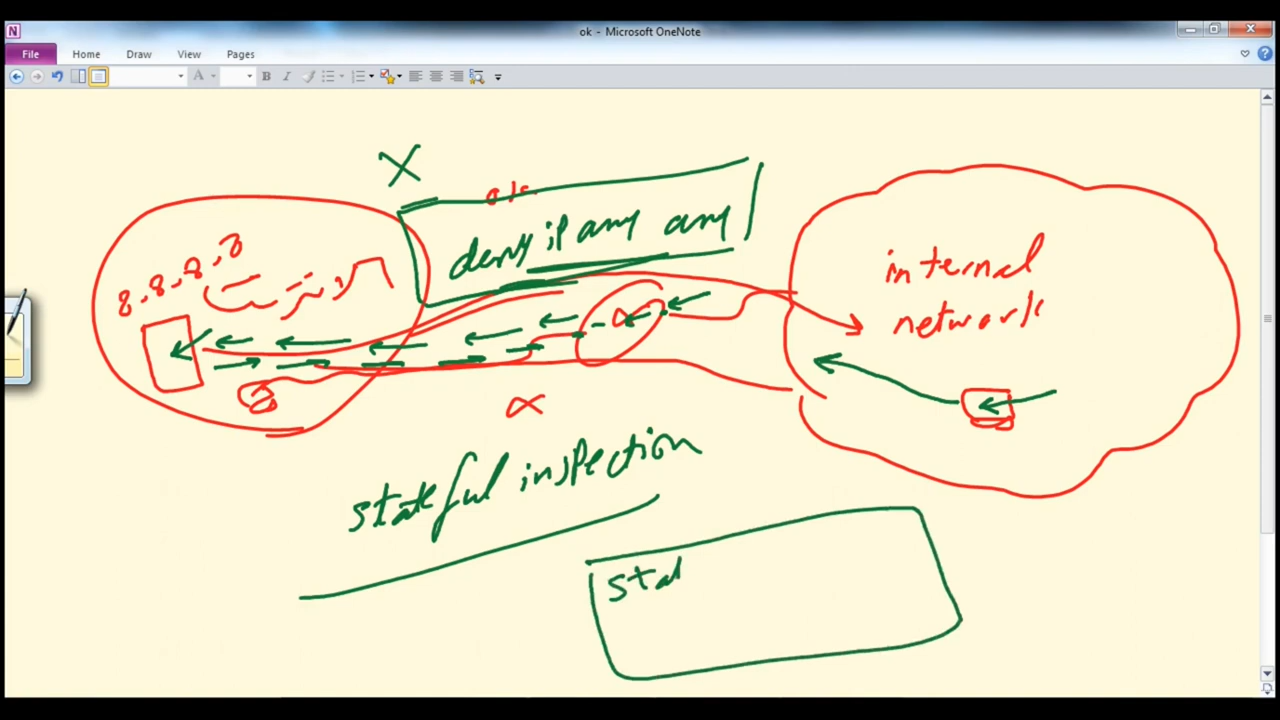 ok - Microsoft OneNote
File Home Draw View Pages
deny ip any any
8.8.8.8
internal
network
stateful inspection
stat